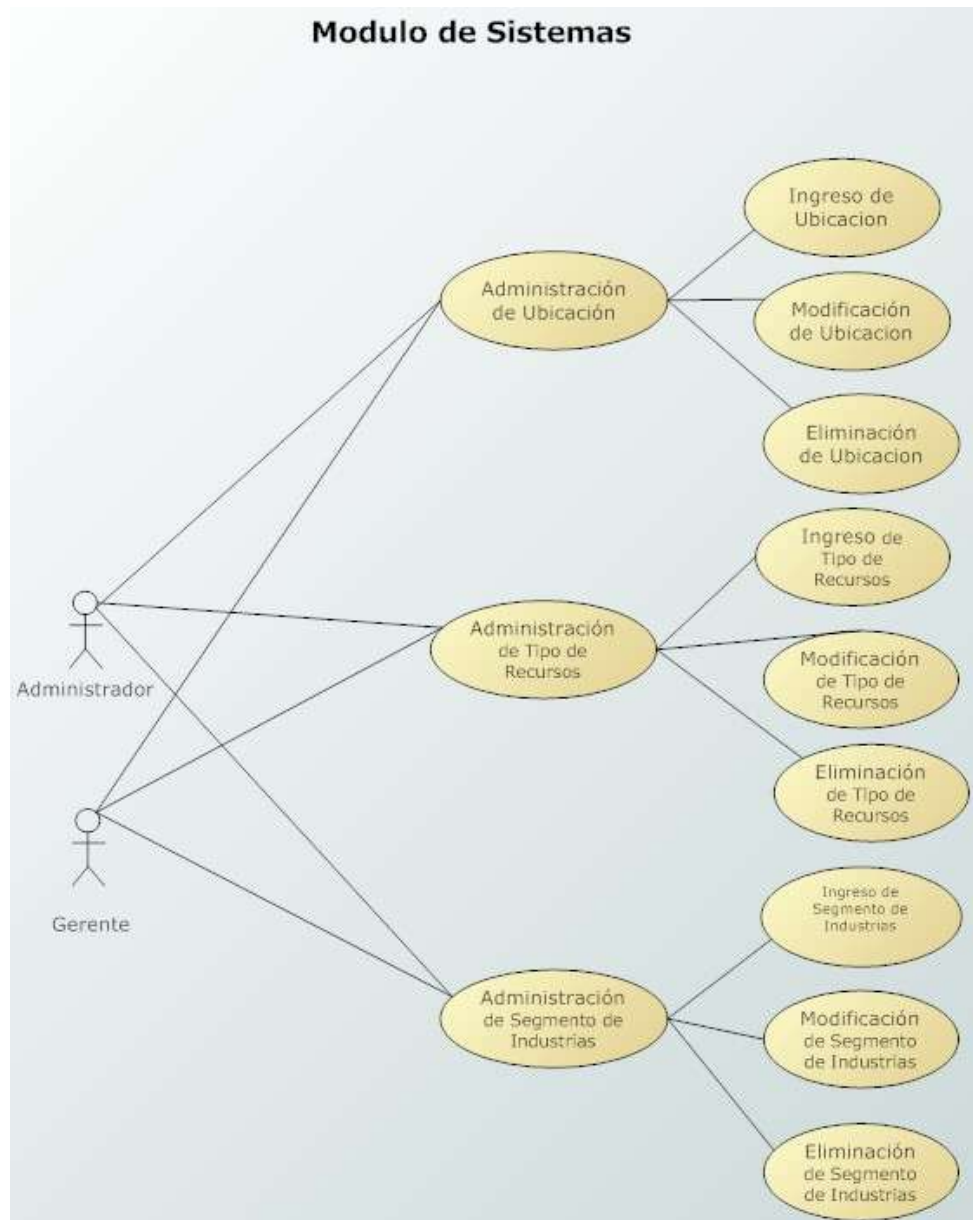 Modulo de Sistemas
Ingreso de
Ubicacion
Administración
de Ubicación
Modificación
de Ubicacion
Eliminación
de Ubicacion
Ingreso de
Tipo de
Recursos
Administrador
Administración
de Tipo de
Recursos
Modificación
de Tipo de
Recursos
Eliminación
de Tipo de
Recursos
Gerente
Ingreso de
Segmento de
Industrias
Administración
de Segmento de
Industrias
Modificación
de Segmento
de Industrias
Eliminación
de Segmento
de Industrias